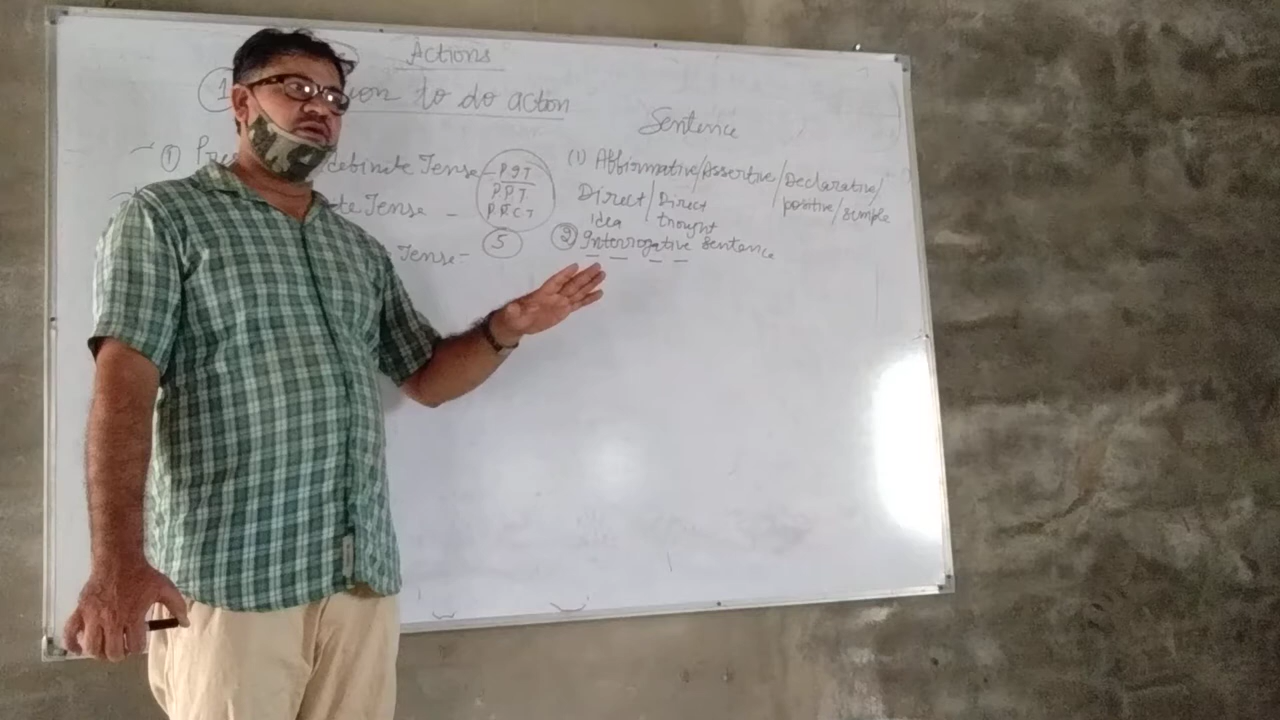 Actions
① to do action
① Indefinite Tense - P I T
P.P.T.
P.P.C.T
Tense -
Tense - ⑤
Sentence
(1) Affirmative/Assertive/Declarative/
positive/simple
Direct/Direct
idea thought
② Interrogative sentence